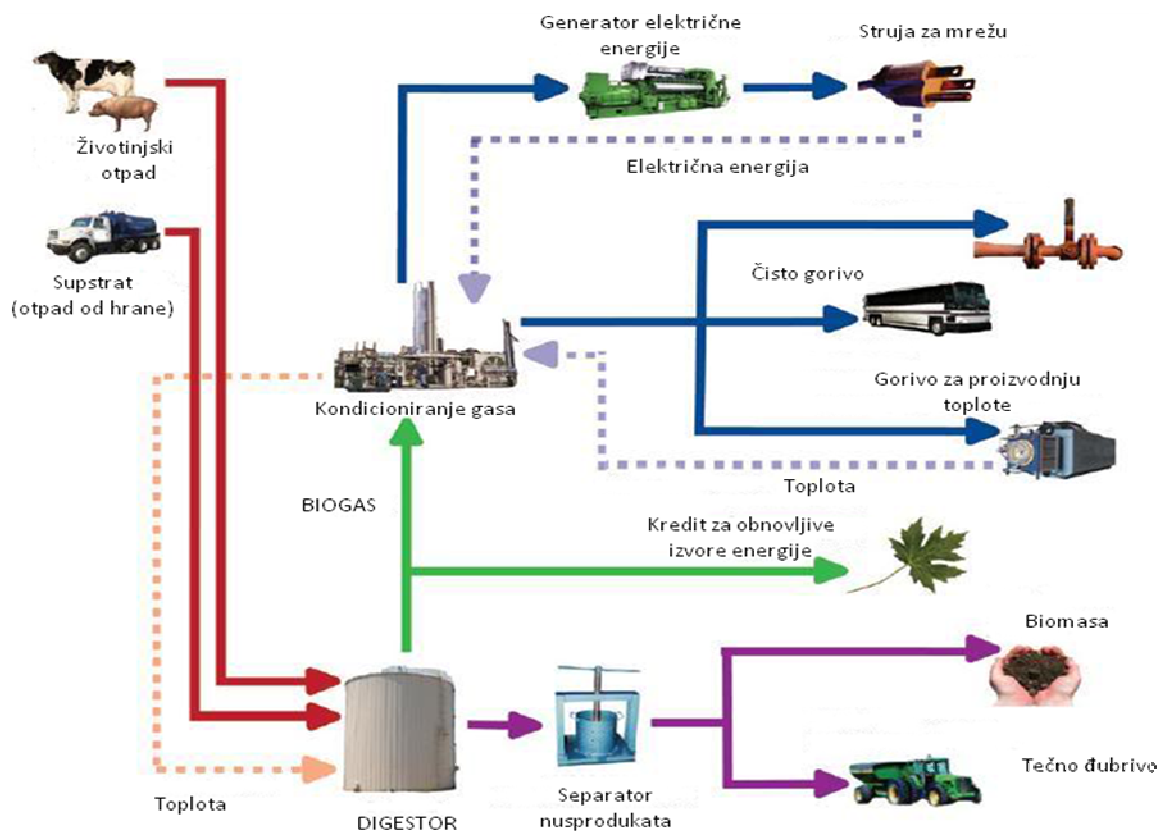 Generator električne
energije
Struja za mrežu
Životinjski
otpad
Električna energija
Supstrat
(otpad od hrane)
Čisto gorivo
Gorivo za proizvodnju
toplote
Kondicioniranje gasa
Toplota
BIOGAS
Kredit za obnovljive
izvore energije
Biomasa
Tečno đubrivo
Toplota
DIGESTOR
Separator
nusprodukata